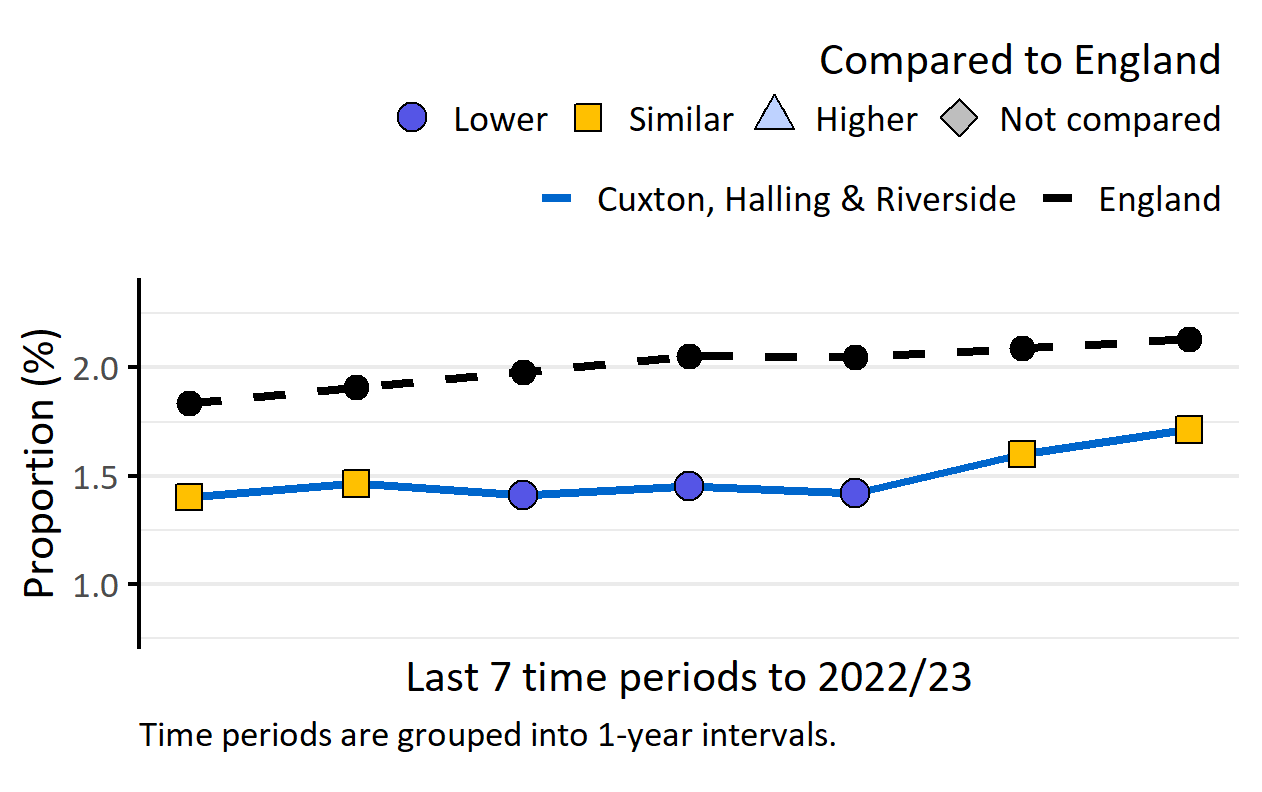 Compared to England
Lower Similar Higher Not compared
Cuxton, Halling & Riverside England
Proportion (%)
2.0
1.5
1.0
Last 7 time periods to 2022/23
Time periods are grouped into 1-year intervals.